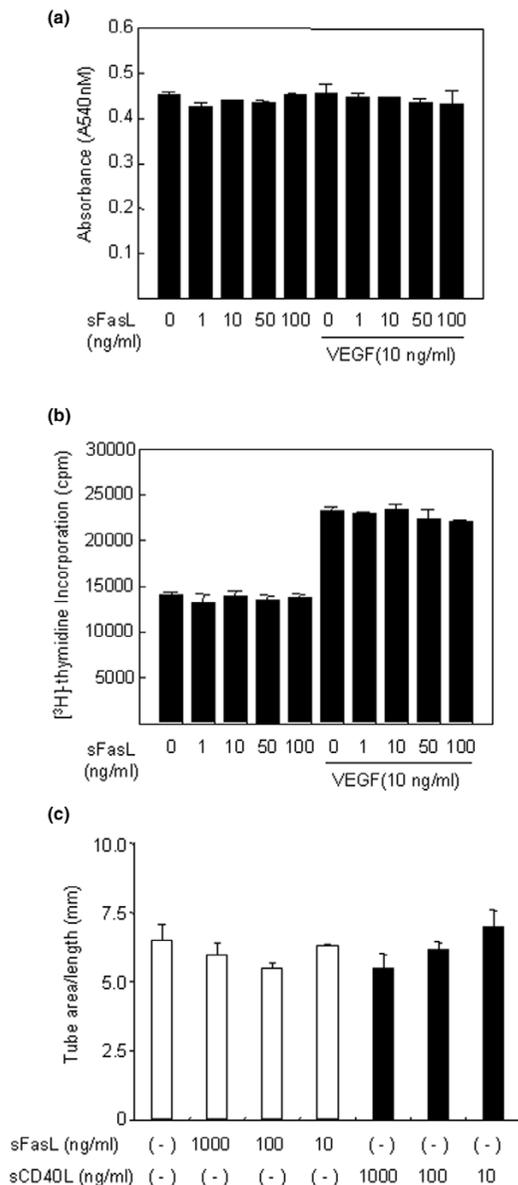 (a)
Absorbance (A540nM)
0.6
0.5
0.4
0.3
0.2
0.1
sFasL 0 1 10 50 100 0 1 10 50 100
(ng/ml)
VEGF(10 ng/ml)
(b)
[³H]-thymidine Incorporation (cpm)
30000
25000
20000
15000
10000
5000
sFasL 0 1 10 50 100 0 1 10 50 100
(ng/ml)
VEGF(10 ng/ml)
(c)
Tube area/length (mm)
10.0
7.5
5.0
2.5
0
sFasL (ng/ml) (-) 1000 100 10 (-) (-) (-)
sCD40L (ng/ml) (-) (-) (-) (-) 1000 100 10